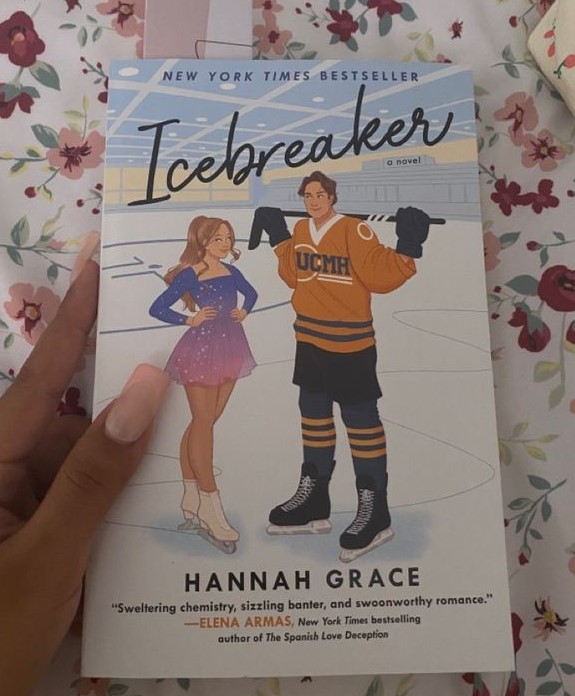 NEW YORK TIMES BESTSELLER
Icebreaker
a novel
UCMH
HANNAH GRACE
“Sweltering chemistry, sizzling banter, and swoonworthy romance.”
—ELENA ARMAS, New York Times bestselling
author of The Spanish Love Deception